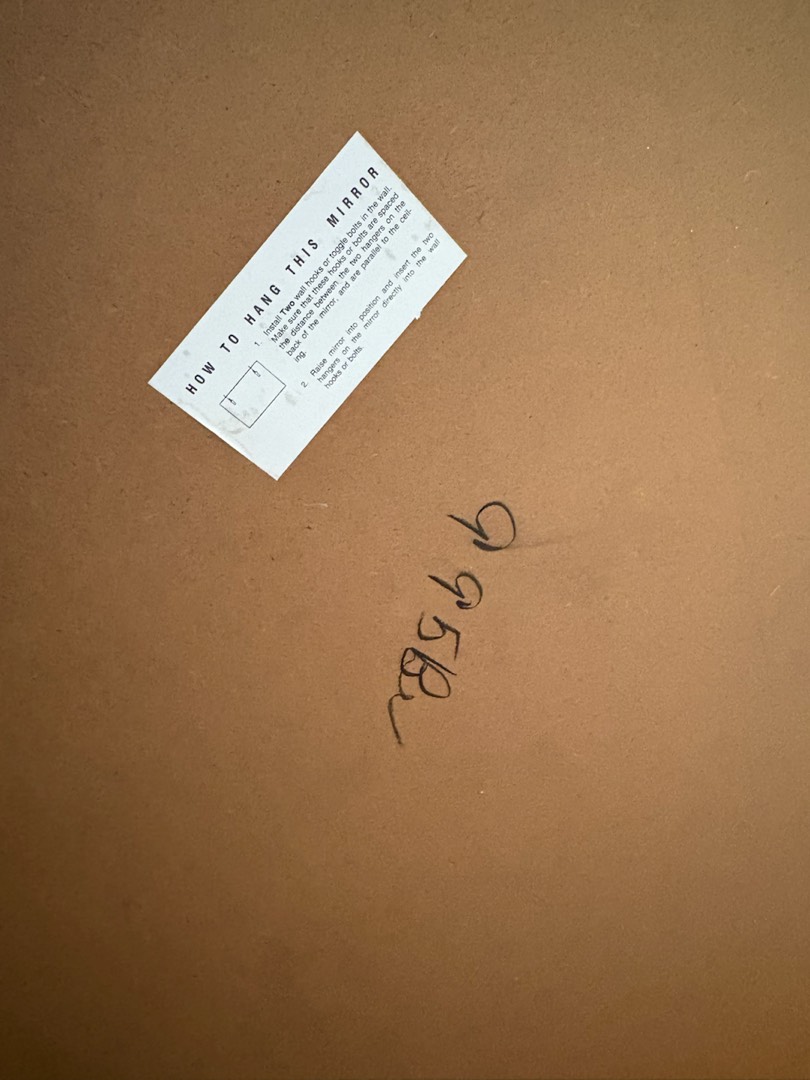 HOW TO HANG THIS MIRROR
1. Install Two wall hooks or toggle bolts in the wall.
Make sure that these hooks or bolts are spaced
the distance between the two hangers on the
back of the mirror, and are parallel to the ceil-
ing.
2. Raise mirror into position and insert the two
hangers on the mirror directly into the wall
hooks or bolts.
995